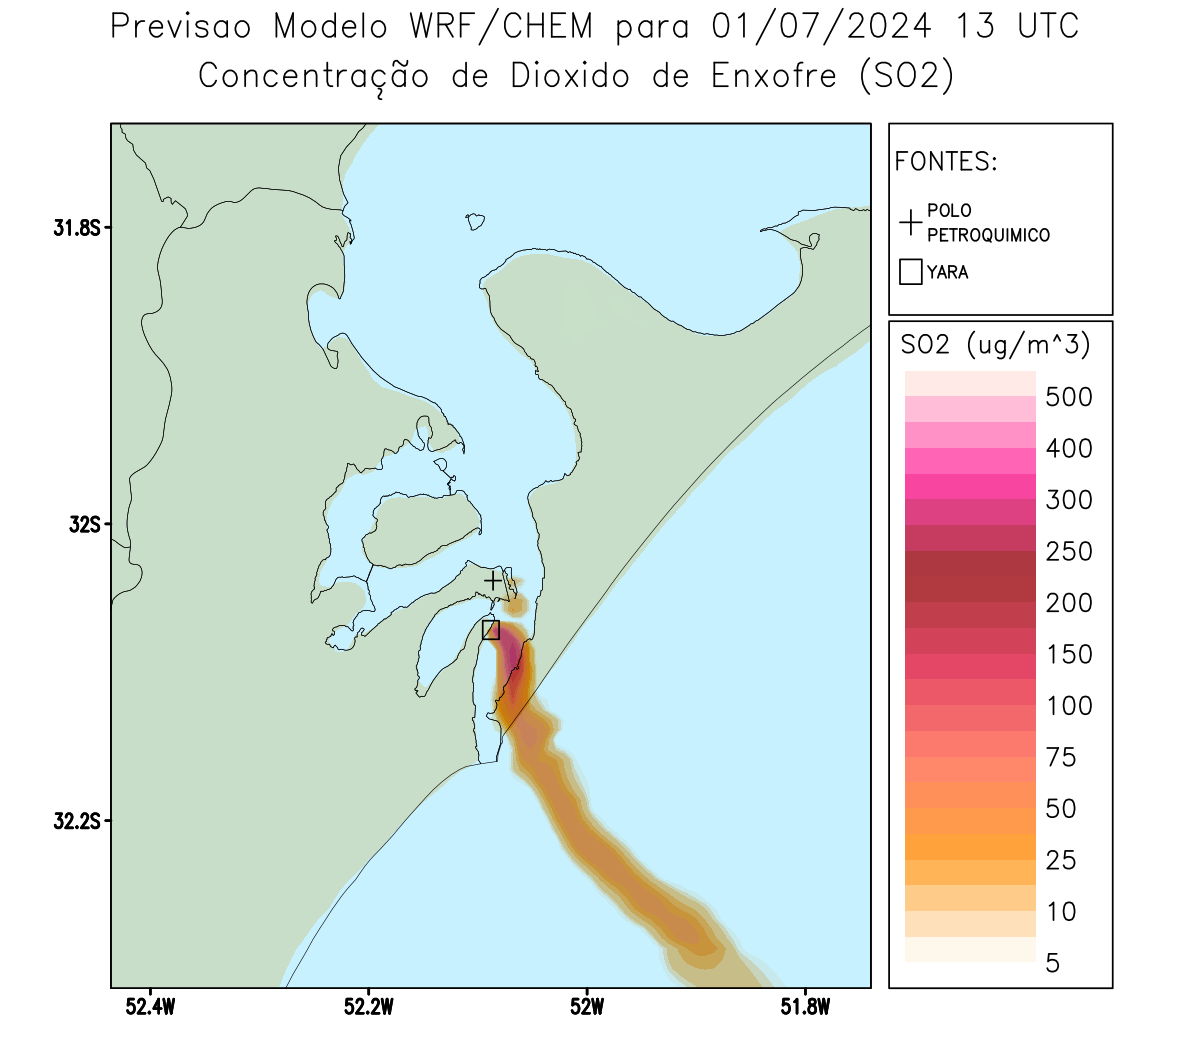 Previsao Modelo WRF/CHEM para 01/07/2024 13 UTC
Concentração de Dioxido de Enxofre (SO2)
FONTES:
POLO
PETROQUIMICO
YARA
SO2 (ug/m^3)
500
400
300
250
200
150
100
75
50
25
10
5
31.8S
32S
32.2S
52.4W
52.2W
52W
51.8W